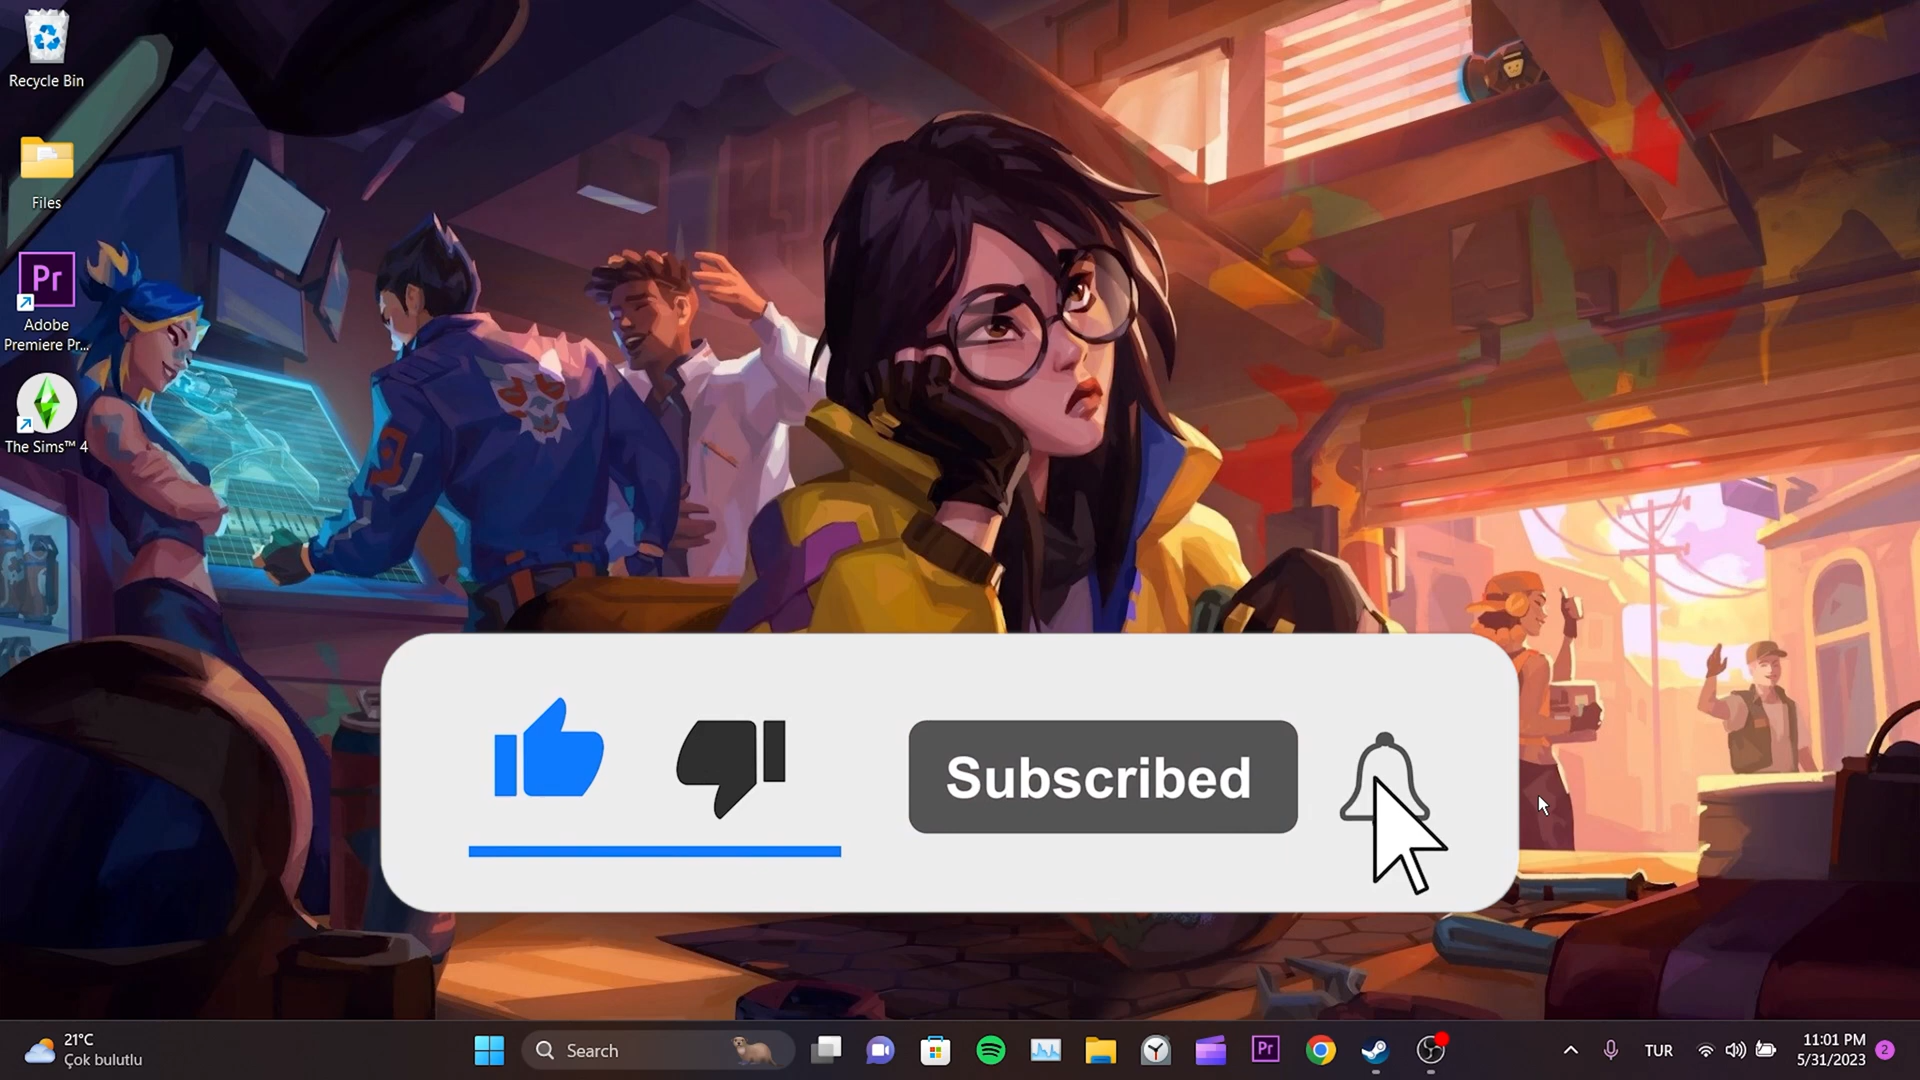 Recycle Bin
Files
Pr
Adobe
Premiere Pr...
The Sims™ 4
Subscribed
21°C
Çok bulutlu
Search
Pr
TUR
11:01 PM
5/31/2023
2